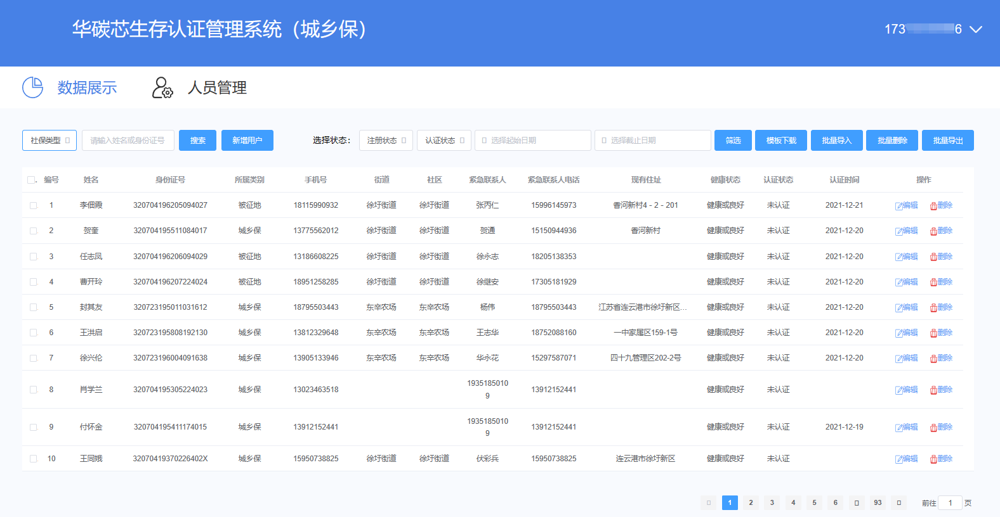 华碳芯生存认证管理系统（城乡保）
173 6
数据展示 人员管理
社保类型 请输入姓名或身份证号 搜索 新增用户 选择状态： 注册状态 认证状态 选择起始日期 选择截止日期 筛选 模板下载 批量导入 批量删除 批量导出
编号 姓名 身份证号 所属类别 手机号 街道 社区 紧急联系人 紧急联系人电话 现有住址 健康状态 认证状态 认证时间 操作
1 李佃霞 320704196205094027 被征地 18115990932 徐圩街道 徐圩街道 张丙仁 15996145973 香河新村4－2－201 健康或良好 未认证 2021-12-21 编辑 删除
2 贺奎 320704195511084017 城乡保 13775562012 徐圩街道 徐圩街道 贺通 15150944936 香河新村 健康或良好 未认证 2021-12-20 编辑 删除
3 任志凤 320704196206094029 被征地 13186608225 徐圩街道 徐圩街道 徐永志 18205138353 健康或良好 未认证 2021-12-20 编辑 删除
4 曹开玲 320704196207224024 被征地 18951258285 徐圩街道 徐圩街道 徐继安 17305181929 健康或良好 未认证 2021-12-20 编辑 删除
5 封其友 320723195011031612 城乡保 18795503443 东辛农场 东辛农场 杨伟 18795503443 江苏省连云港市徐圩新区... 健康或良好 未认证 2021-12-20 编辑 删除
6 王洪启 320723195808192130 城乡保 13812329648 东辛农场 东辛农场 王志华 18752088160 一中家属区159-1号 健康或良好 未认证 2021-12-20 编辑 删除
7 徐兴伦 320723196004091638 城乡保 13905133946 东辛农场 东辛农场 华永花 15297587071 四十九管理区202-2号 健康或良好 未认证 2021-12-20 编辑 删除
8 肖学兰 320704195305224023 城乡保 13023463518 19351850109 13912152441 健康或良好 未认证 编辑 删除
9 付怀金 320704195411174015 城乡保 13912152441 19351850109 13912152441 健康或良好 未认证 2021-12-19 编辑 删除
10 王同娥 32070419370226402X 城乡保 15950738825 徐圩街道 徐圩街道 伏彩兵 15950738825 连云港市徐圩新区 健康或良好 未认证 编辑 删除
1 2 3 4 5 6 93 前往 1 页